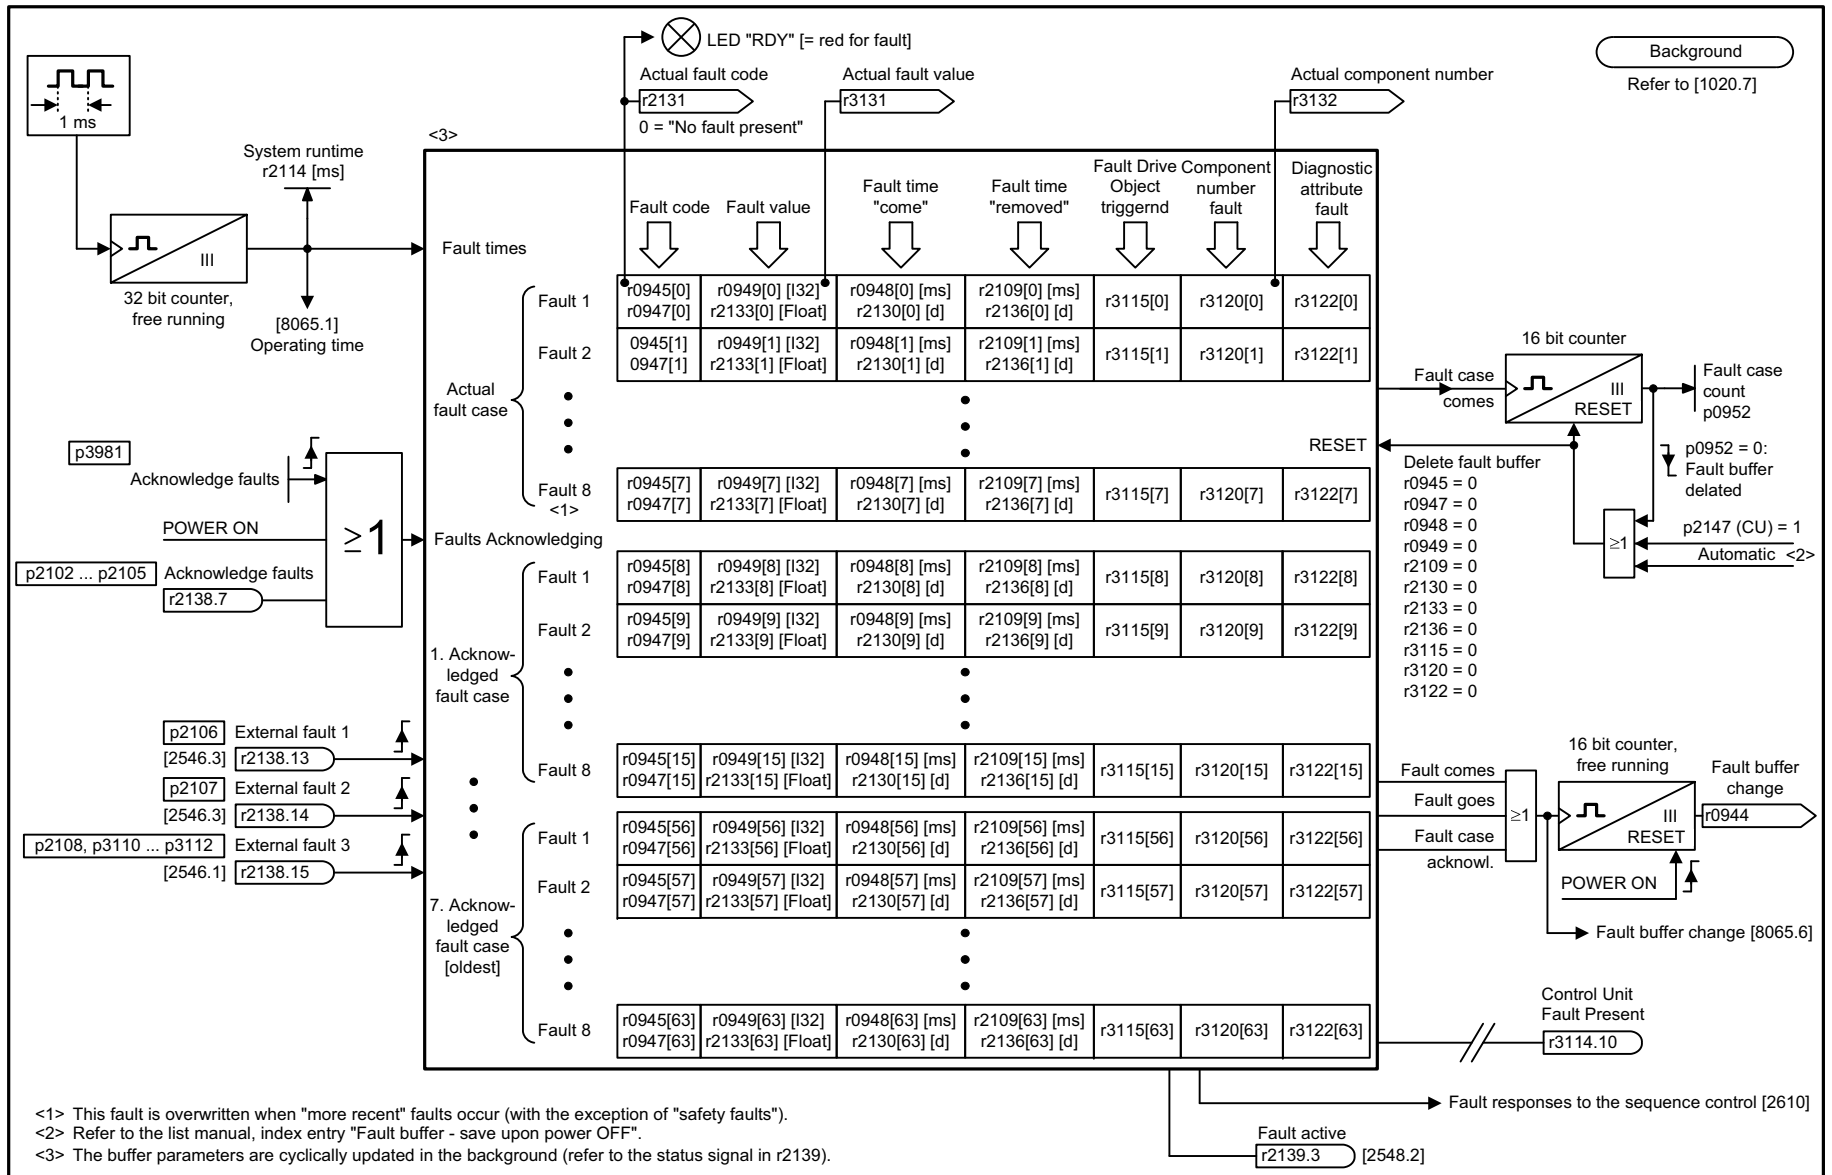 LED "RDY" [= red for fault]
Background
Refer to [1020.7]
1 ms
Actual fault code
r2131
0 = "No fault present"
Actual fault value
r3131
Actual component number
r3132
<3>
System runtime
r2114 [ms]
III
32 bit counter,
free running
[8065.1]
Operating time
Fault times
Fault code
Fault value
Fault time
"come"
Fault time
"removed"
Fault Drive
Object
triggernd
Component
number
fault
Diagnostic
attribute
fault
Actual
fault case
Fault 1
r0945[0]
r0947[0]
r0949[0] [I32]
r2133[0] [Float]
r0948[0] [ms]
r2130[0] [d]
r2109[0] [ms]
r2136[0] [d]
r3115[0]
r3120[0]
r3122[0]
Fault 2
0945[1]
0947[1]
r0949[1] [I32]
r2133[1] [Float]
r0948[1] [ms]
r2130[1] [d]
r2109[1] [ms]
r2136[1] [d]
r3115[1]
r3120[1]
r3122[1]
Fault 8
<1>
r0945[7]
r0947[7]
r0949[7] [I32]
r2133[7] [Float]
r0948[7] [ms]
r2130[7] [d]
r2109[7] [ms]
r2136[7] [d]
r3115[7]
r3120[7]
r3122[7]
p3981
Acknowledge faults
POWER ON
p2102 ... p2105
Acknowledge faults
r2138.7
≥1
Faults Acknowledging
1. Acknow-
ledged
fault case
Fault 1
r0945[8]
r0947[8]
r0949[8] [I32]
r2133[8] [Float]
r0948[8] [ms]
r2130[8] [d]
r2109[8] [ms]
r2136[8] [d]
r3115[8]
r3120[8]
r3122[8]
Fault 2
r0945[9]
r0947[9]
r0949[9] [I32]
r2133[9] [Float]
r0948[9] [ms]
r2130[9] [d]
r2109[9] [ms]
r2136[9] [d]
r3115[9]
r3120[9]
r3122[9]
Fault 8
r0945[15]
r0947[15]
r0949[15] [I32]
r2133[15] [Float]
r0948[15] [ms]
r2130[15] [d]
r2109[15] [ms]
r2136[15] [d]
r3115[15]
r3120[15]
r3122[15]
p2106
External fault 1
[2546.3]
r2138.13
p2107
External fault 2
[2546.3]
r2138.14
p2108, p3110 ... p3112
External fault 3
[2546.1]
r2138.15
7. Acknow-
ledged
fault case
[oldest]
Fault 1
r0945[56]
r0947[56]
r0949[56] [I32]
r2133[56] [Float]
r0948[56] [ms]
r2130[56] [d]
r2109[56] [ms]
r2136[56] [d]
r3115[56]
r3120[56]
r3122[56]
Fault 2
r0945[57]
r0947[57]
r0949[57] [I32]
r2133[57] [Float]
r0948[57] [ms]
r2130[57] [d]
r2109[57] [ms]
r2136[57] [d]
r3115[57]
r3120[57]
r3122[57]
Fault 8
r0945[63]
r0947[63]
r0949[63] [I32]
r2133[63] [Float]
r0948[63] [ms]
r2130[63] [d]
r2109[63] [ms]
r2136[63] [d]
r3115[63]
r3120[63]
r3122[63]
16 bit counter
Fault case
comes
III
RESET
Fault case
count
p0952
RESET
p0952 = 0:
Fault buffer
delated
Delete fault buffer
r0945 = 0
r0947 = 0
r0948 = 0
r0949 = 0
r2109 = 0
r2130 = 0
r2133 = 0
r2136 = 0
r3115 = 0
r3120 = 0
r3122 = 0
≥1
p2147 (CU) = 1
Automatic <2>
16 bit counter,
free running
Fault comes
Fault goes
Fault case
acknowl.
≥1
III
RESET
Fault buffer
change
r0944
POWER ON
Fault buffer change [8065.6]
Control Unit
Fault Present
r3114.10
Fault responses to the sequence control [2610]
Fault active
r2139.3
[2548.2]
<1> This fault is overwritten when "more recent" faults occur (with the exception of "safety faults").
<2> Refer to the list manual, index entry "Fault buffer - save upon power OFF".
<3> The buffer parameters are cyclically updated in the background (refer to the status signal in r2139).